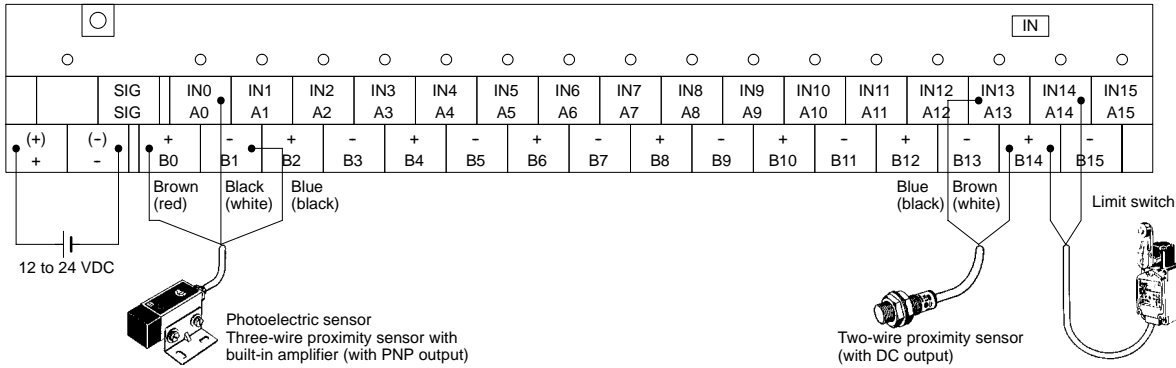 IN
SIG IN0 IN1 IN2 IN3 IN4 IN5 IN6 IN7 IN8 IN9 IN10 IN11 IN12 IN13 IN14 IN15
SIG A0 A1 A2 A3 A4 A5 A6 A7 A8 A9 A10 A11 A12 A13 A14 A15
(+) (-) + - + - + - + - + - + - + - + -
+ - B0 B1 B2 B3 B4 B5 B6 B7 B8 B9 B10 B11 B12 B13 B14 B15
Brown Black Blue
(red) (white) (black)
Blue Brown
(black) (white)
Limit switch
12 to 24 VDC
Photoelectric sensor
Three-wire proximity sensor with
built-in amplifier (with PNP output)
Two-wire proximity sensor
(with DC output)